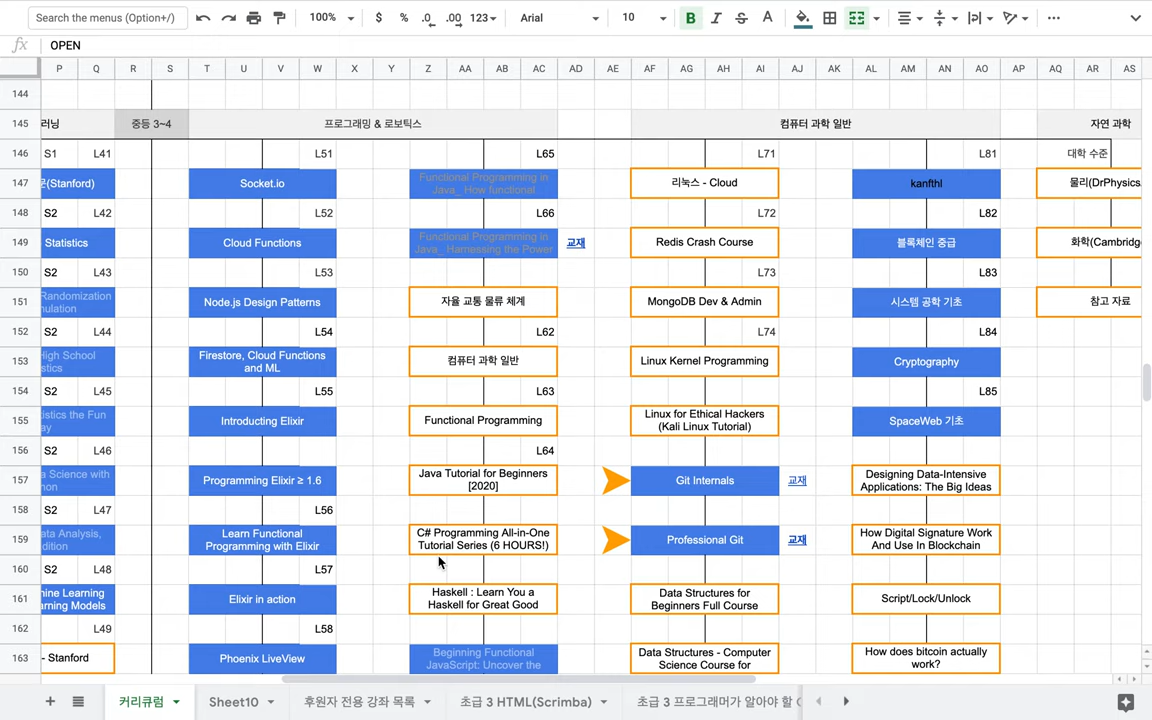 Search the menus (Option+/) 100% $ % .0 .00 123 Arial 10 B I S A
fx OPEN
P Q R S T U V W X Y Z AA AB AC AD AE AF AG AH AI AJ AK AL AM AN AO AP AQ AR AS
144
145 러닝 중등 3~4 프로그래밍 & 로보틱스 컴퓨터 과학 일반 자연 과학
146 S1 L41 L51 L65 L71 L81 대학 수준
147 (Stanford) Socket.io Functional Programming in 리눅스 - Cloud kanfthl 물리(DrPhysics
Java_ How functional
148 S2 L42 L52 L66 L72 L82
149 Statistics Cloud Functions Functional Programming in 교재 Redis Crash Course 블록체인 중급 화학(Cambridg
Java_ Harnessing the Power
150 S2 L43 L53 L73 L83
151 Randomization Node.js Design Patterns 자율 교통 물류 체계 MongoDB Dev & Admin 시스템 공학 기초 참고 자료
mulation
152 S2 L44 L54 L62 L74 L84
153 High School Firestore, Cloud Functions 컴퓨터 과학 일반 Linux Kernel Programming Cryptography
stics and ML
154 S2 L45 L55 L63 L85
155 tistics the Fun Introducing Elixir Functional Programming Linux for Ethical Hackers SpaceWeb 기초
ay (Kali Linux Tutorial)
156 S2 L46 L56 L64
157 a Science with Programming Elixir ≥ 1.6 Java Tutorial for Beginners Git Internals 교재 Designing Data-Intensive
hon [2020] Applications: The Big Ideas
158 S2 L47 L56
159 ata Analysis, Learn Functional C# Programming All-in-One Professional Git 교재 How Digital Signature Work
dition Programming with Elixir Tutorial Series (6 HOURS!) And Use In Blockchain
160 S2 L48 L57
161 hine Learning Elixir in action Haskell : Learn You a Data Structures for Script/Lock/Unlock
arning Models Haskell for Great Good Beginners Full Course
162 L49 L58
163 - Stanford Phoenix LiveView Beginning Functional Data Structures - Computer How does bitcoin actually
JavaScript: Uncover the Science Course for work?
+ 커리큘럼 Sheet10 후원자 전용 강좌 목록 초급 3 HTML(Scrimba) 초급 3 프로그래머가 알아야 할